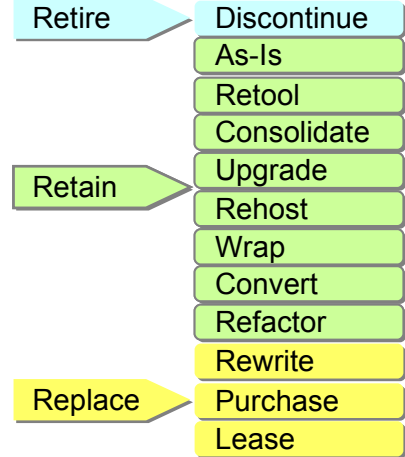 Retire
Discontinue
As-Is
Retool
Consolidate
Retain
Upgrade
Rehost
Wrap
Convert
Refactor
Rewrite
Replace
Purchase
Lease